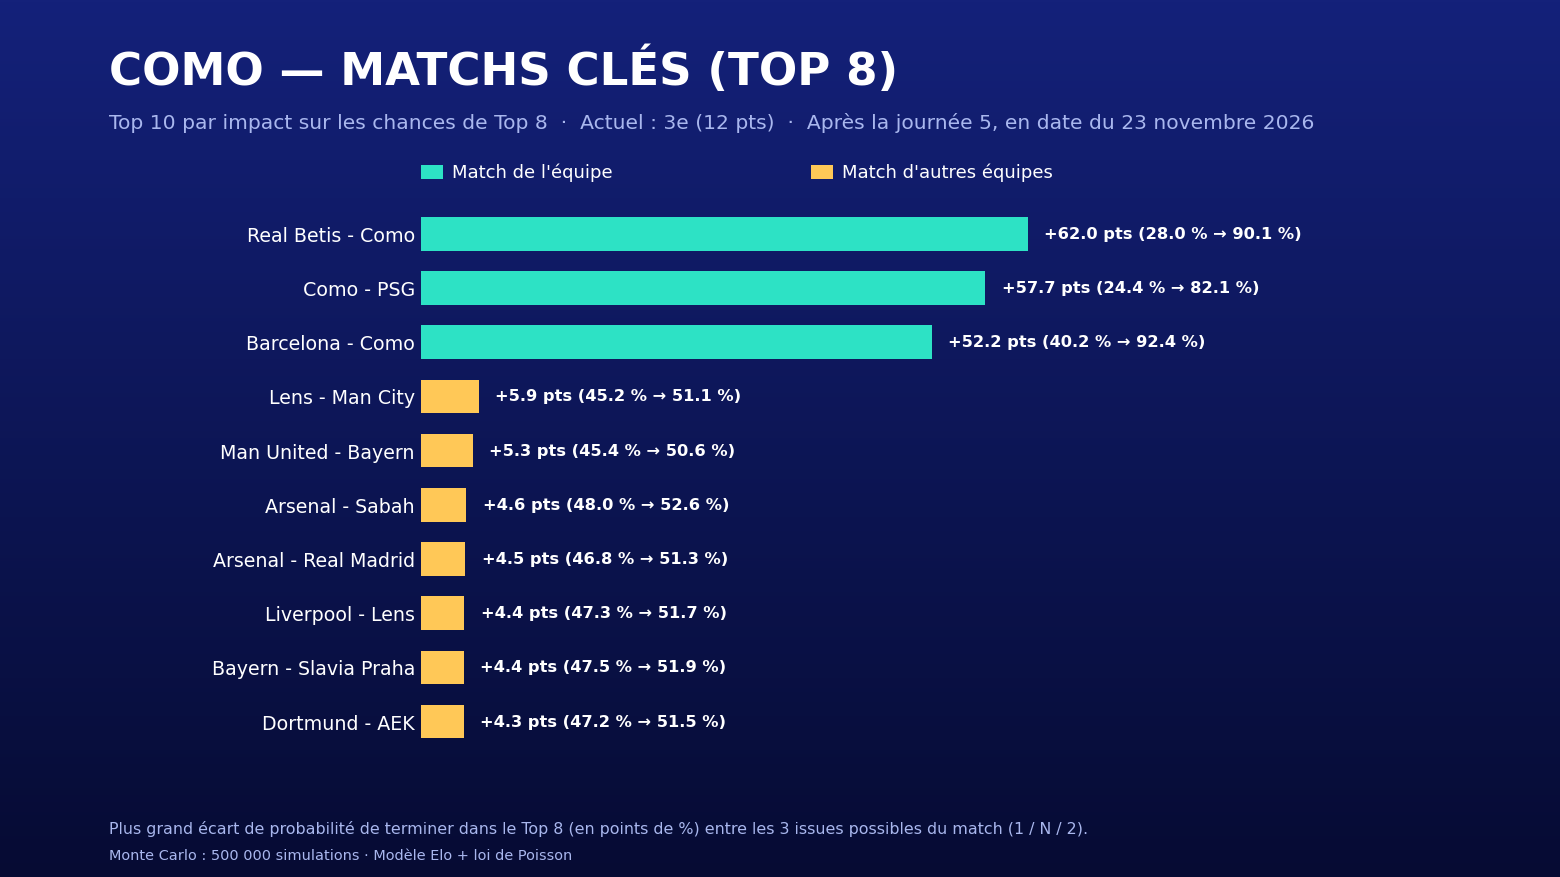 COMO — MATCHS CLÉS (TOP 8)
Top 10 par impact sur les chances de Top 8 · Actuel : 3e (12 pts) · Après la journée 5, en date du 23 novembre 2026
Match de l'équipe Match d'autres équipes
Real Betis - Como +62.0 pts (28.0 % → 90.1 %)
Como - PSG +57.7 pts (24.4 % → 82.1 %)
Barcelona - Como +52.2 pts (40.2 % → 92.4 %)
Lens - Man City +5.9 pts (45.2 % → 51.1 %)
Man United - Bayern +5.3 pts (45.4 % → 50.6 %)
Arsenal - Sabah +4.6 pts (48.0 % → 52.6 %)
Arsenal - Real Madrid +4.5 pts (46.8 % → 51.3 %)
Liverpool - Lens +4.4 pts (47.3 % → 51.7 %)
Bayern - Slavia Praha +4.4 pts (47.5 % → 51.9 %)
Dortmund - AEK +4.3 pts (47.2 % → 51.5 %)
Plus grand écart de probabilité de terminer dans le Top 8 (en points de %) entre les 3 issues possibles du match (1 / N / 2).
Monte Carlo : 500 000 simulations · Modèle Elo + loi de Poisson